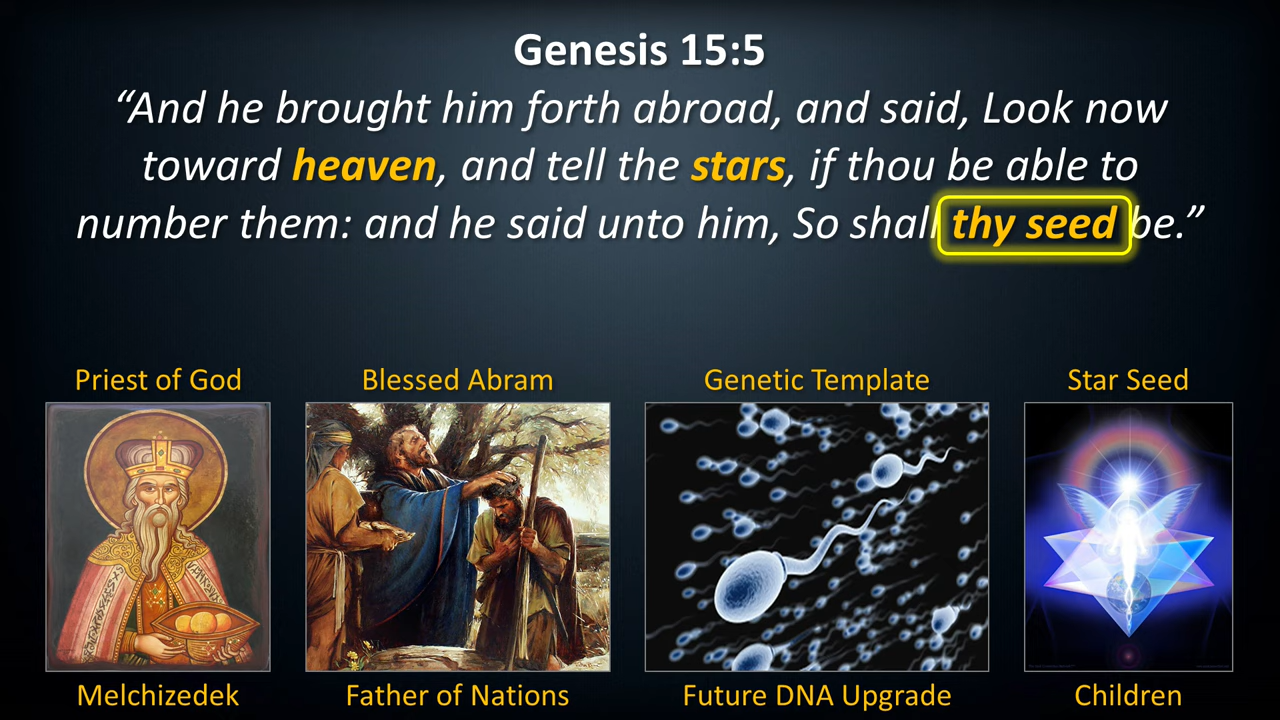 Genesis 15:5
“And he brought him forth abroad, and said, Look now
toward heaven, and tell the stars, if thou be able to
number them: and he said unto him, So shall thy seed be.”
Priest of God
Blessed Abram
Genetic Template
Star Seed
Melchizedek
Father of Nations
Future DNA Upgrade
Children